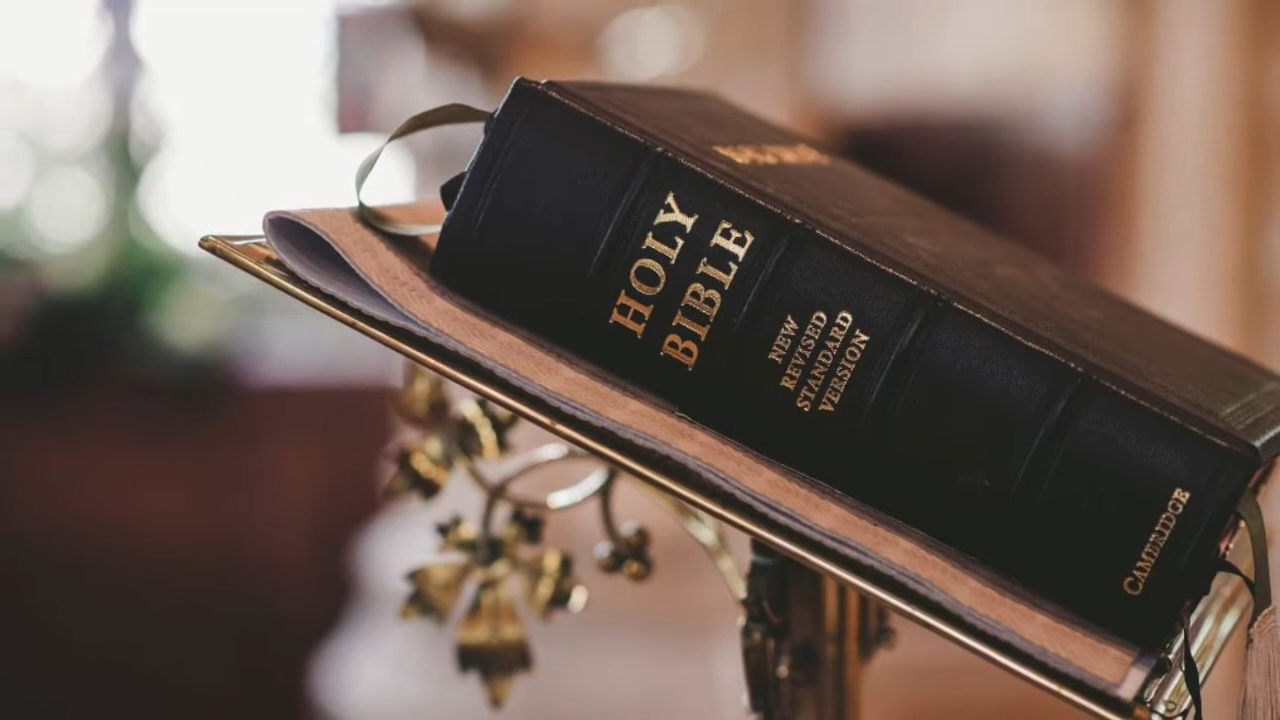 HOLY
BIBLE
NEW
REVISED
STANDARD
VERSION
CAMBRIDGE